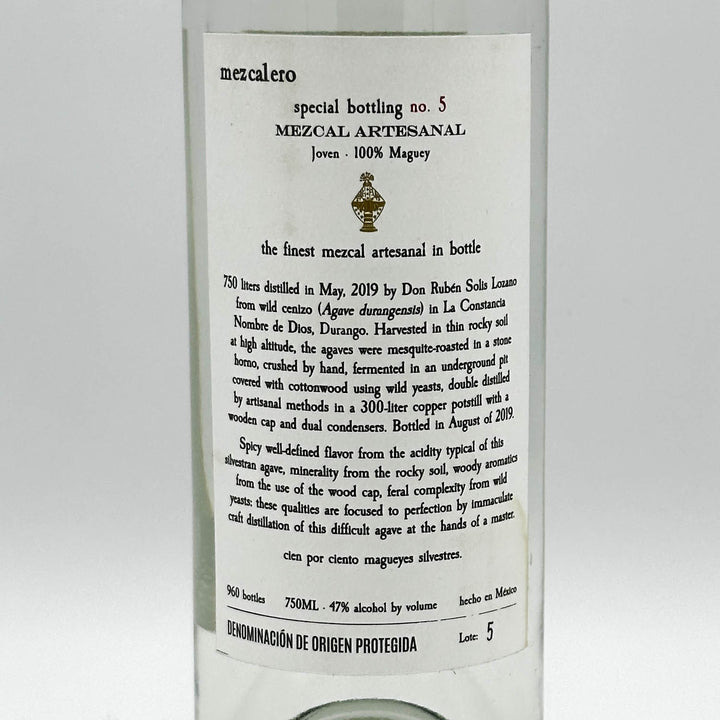 mezcalero
special bottling no. 5
MEZCAL ARTESANAL
Joven · 100% Maguey
the finest mezcal artesanal in bottle
750 liters distilled in May, 2019 by Don Rubén Solis Lozano
from wild cenizo (Agave durangensis) in La Constancia
Nombre de Dios, Durango. Harvested in thin rocky soil
at high altitude, the agaves were mesquite-roasted in a stone
horno, crushed by hand, fermented in an underground pit
covered with cottonwood using wild yeasts, double distilled
by artisanal methods in a 300-liter copper potstill with a
wooden cap and dual condensers. Bottled in August of 2019.
Spicy well-defined flavor from the acidity typical of this
silvestran agave, minerality from the rocky soil, woody aromatics
from the use of the wood cap, feral complexity from wild
yeasts: these qualities are focused to perfection by immaculate
craft distillation of this difficult agave at the hands of a master.
cien por ciento magueyes silvestres.
960 bottles 750ML · 47% alcohol by volume hecho en México
DENOMINACIÓN DE ORIGEN PROTEGIDA Lote: 5